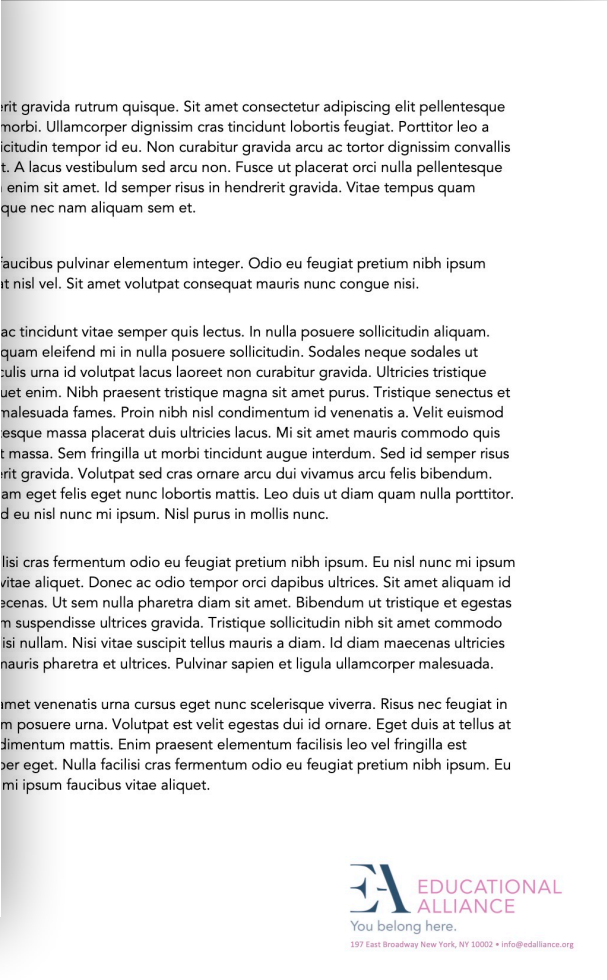 gravida rutrum quisque. Sit amet consectetur adipiscing elit pellentesque
morbi. Ullamcorper dignissim cras tincidunt lobortis feugiat. Porttitor leo a
icitudin tempor id eu. Non curabitur gravida arcu ac tortor dignissim convallis
t. A lacus vestibulum sed arcu non. Fusce ut placerat orci nulla pellentesque
enim sit amet. Id semper risus in hendrerit gravida. Vitae tempus quam
que nec nam aliquam sem et.
faucibus pulvinar elementum integer. Odio eu feugiat pretium nibh ipsum
at nisl vel. Sit amet volutpat consequat mauris nunc congue nisi.
ac tincidunt vitae semper quis lectus. In nulla posuere sollicitudin aliquam.
quam eleifend mi in nulla posuere sollicitudin. Sodales neque sodales ut
culis urna id volutpat lacus laoreet non curabitur gravida. Ultricies tristique
uet enim. Nibh praesent tristique magna sit amet purus. Tristique senectus et
malesuada fames. Proin nibh nisl condimentum id venenatis a. Velit euismod
tesque massa placerat duis ultricies lacus. Mi sit amet mauris commodo quis
t massa. Sem fringilla ut morbi tincidunt augue interdum. Sed id semper risus
erit gravida. Volutpat sed cras ornare arcu dui vivamus arcu felis bibendum.
am eget felis eget nunc lobortis mattis. Leo duis ut diam quam nulla porttitor.
d eu nisl nunc mi ipsum. Nisl purus in mollis nunc.
lisi cras fermentum odio eu feugiat pretium nibh ipsum. Eu nisl nunc mi ipsum
vitae aliquet. Donec ac odio tempor orci dapibus ultrices. Sit amet aliquam id
ecenas. Ut sem nulla pharetra diam sit amet. Bibendum ut tristique et egestas
m suspendisse ultrices gravida. Tristique sollicitudin nibh sit amet commodo
isi nullam. Nisi vitae suscipit tellus mauris a diam. Id diam maecenas ultricies
mauris pharetra et ultrices. Pulvinar sapien et ligula ullamcorper malesuada.
amet venenatis urna cursus eget nunc scelerisque viverra. Risus nec feugiat in
m posuere urna. Volutpat est velit egestas dui id ornare. Eget duis at tellus at
dimentum mattis. Enim praesent elementum facilisis leo vel fringilla est
per eget. Nulla facilisi cras fermentum odio eu feugiat pretium nibh ipsum. Eu
mi ipsum faucibus vitae aliquet.
EA EDUCATIONAL
ALLIANCE
You belong here.
197 East Broadway New York, NY 10002 • info@edalliance.org